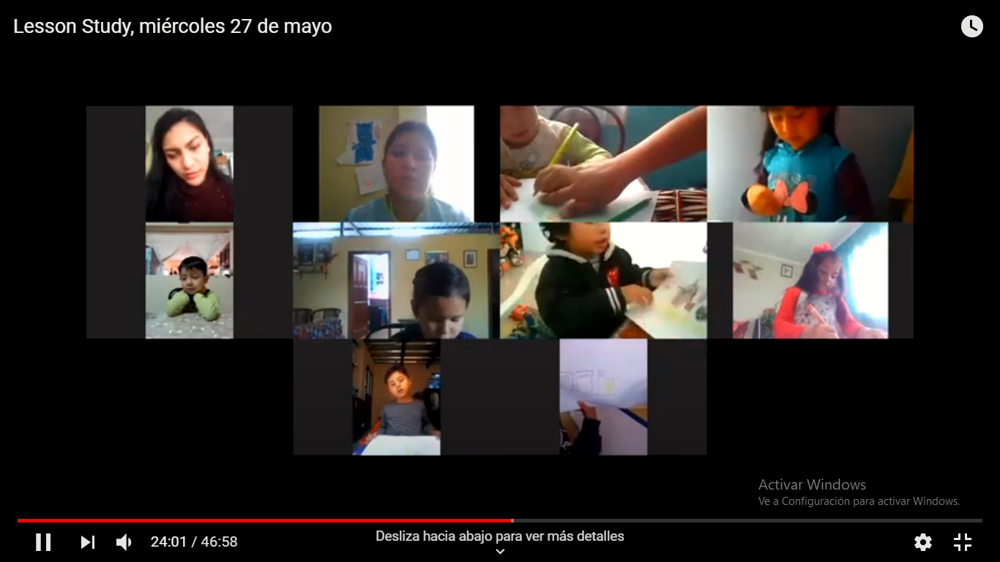 Lesson Study, miércoles 27 de mayo
Activar Windows
Ve a Configuración para activar Windows.
Desliza hacia abajo para ver más detalles
24:01 / 46:58